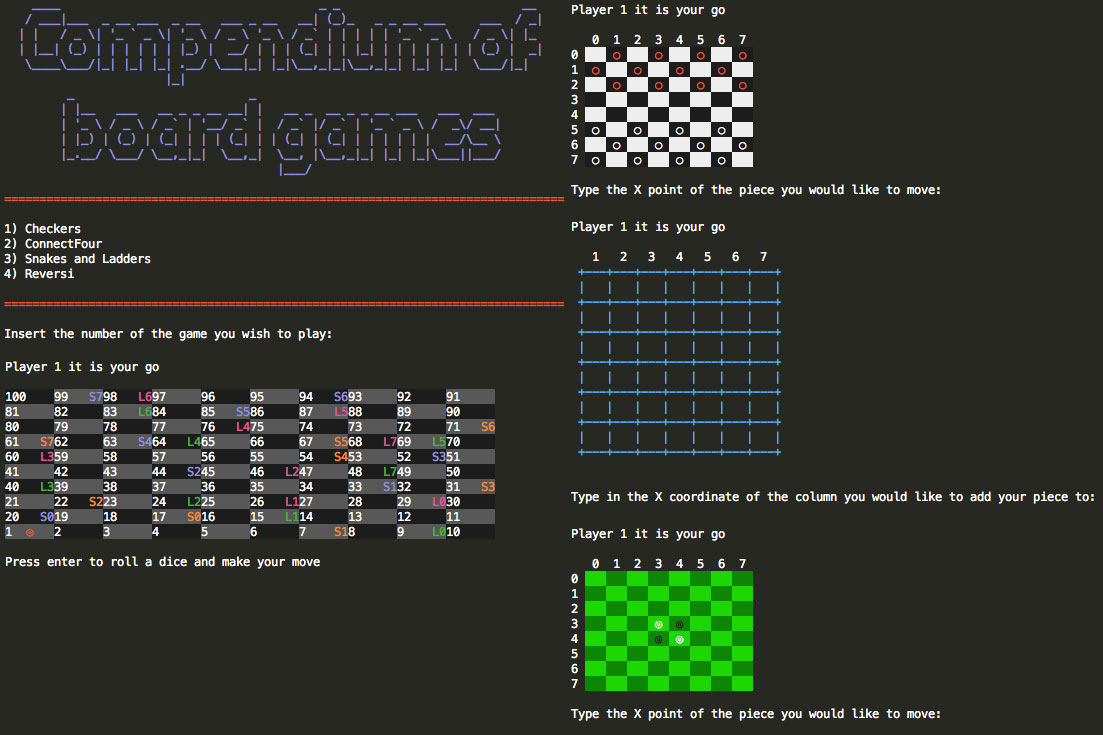 Compendium of
board games
1) Checkers
2) ConnectFour
3) Snakes and Ladders
4) Reversi
Insert the number of the game you wish to play:
Player 1 it is your go
100 99 S7 98 L6 97 96 95 94 S6 93 92 91
81 82 83 L6 84 85 S5 86 87 L5 88 89 90
80 79 78 77 76 L4 75 74 73 72 71 S6
61 S7 62 63 S4 64 L4 65 66 67 S5 68 L7 69 L5 70
60 L3 59 58 57 56 55 54 S4 53 52 S3 51
41 42 43 44 S2 45 46 L2 47 48 L7 49 50
40 L3 39 38 37 36 35 34 33 S1 32 31 S3
21 22 S2 23 24 L2 25 26 L1 27 28 29 L0 30
20 S0 19 18 17 S0 16 15 L1 14 13 12 11
1 2 3 4 5 6 7 S1 8 9 L0 10
Press enter to roll a dice and make your move
Player 1 it is your go
0 1 2 3 4 5 6 7
0
1
2
3
4
5
6
7
Type the X point of the piece you would like to move:
Player 1 it is your go
1 2 3 4 5 6 7
Type in the X coordinate of the column you would like to add your piece to:
Player 1 it is your go
0 1 2 3 4 5 6 7
0
1
2
3
4
5
6
7
Type the X point of the piece you would like to move: